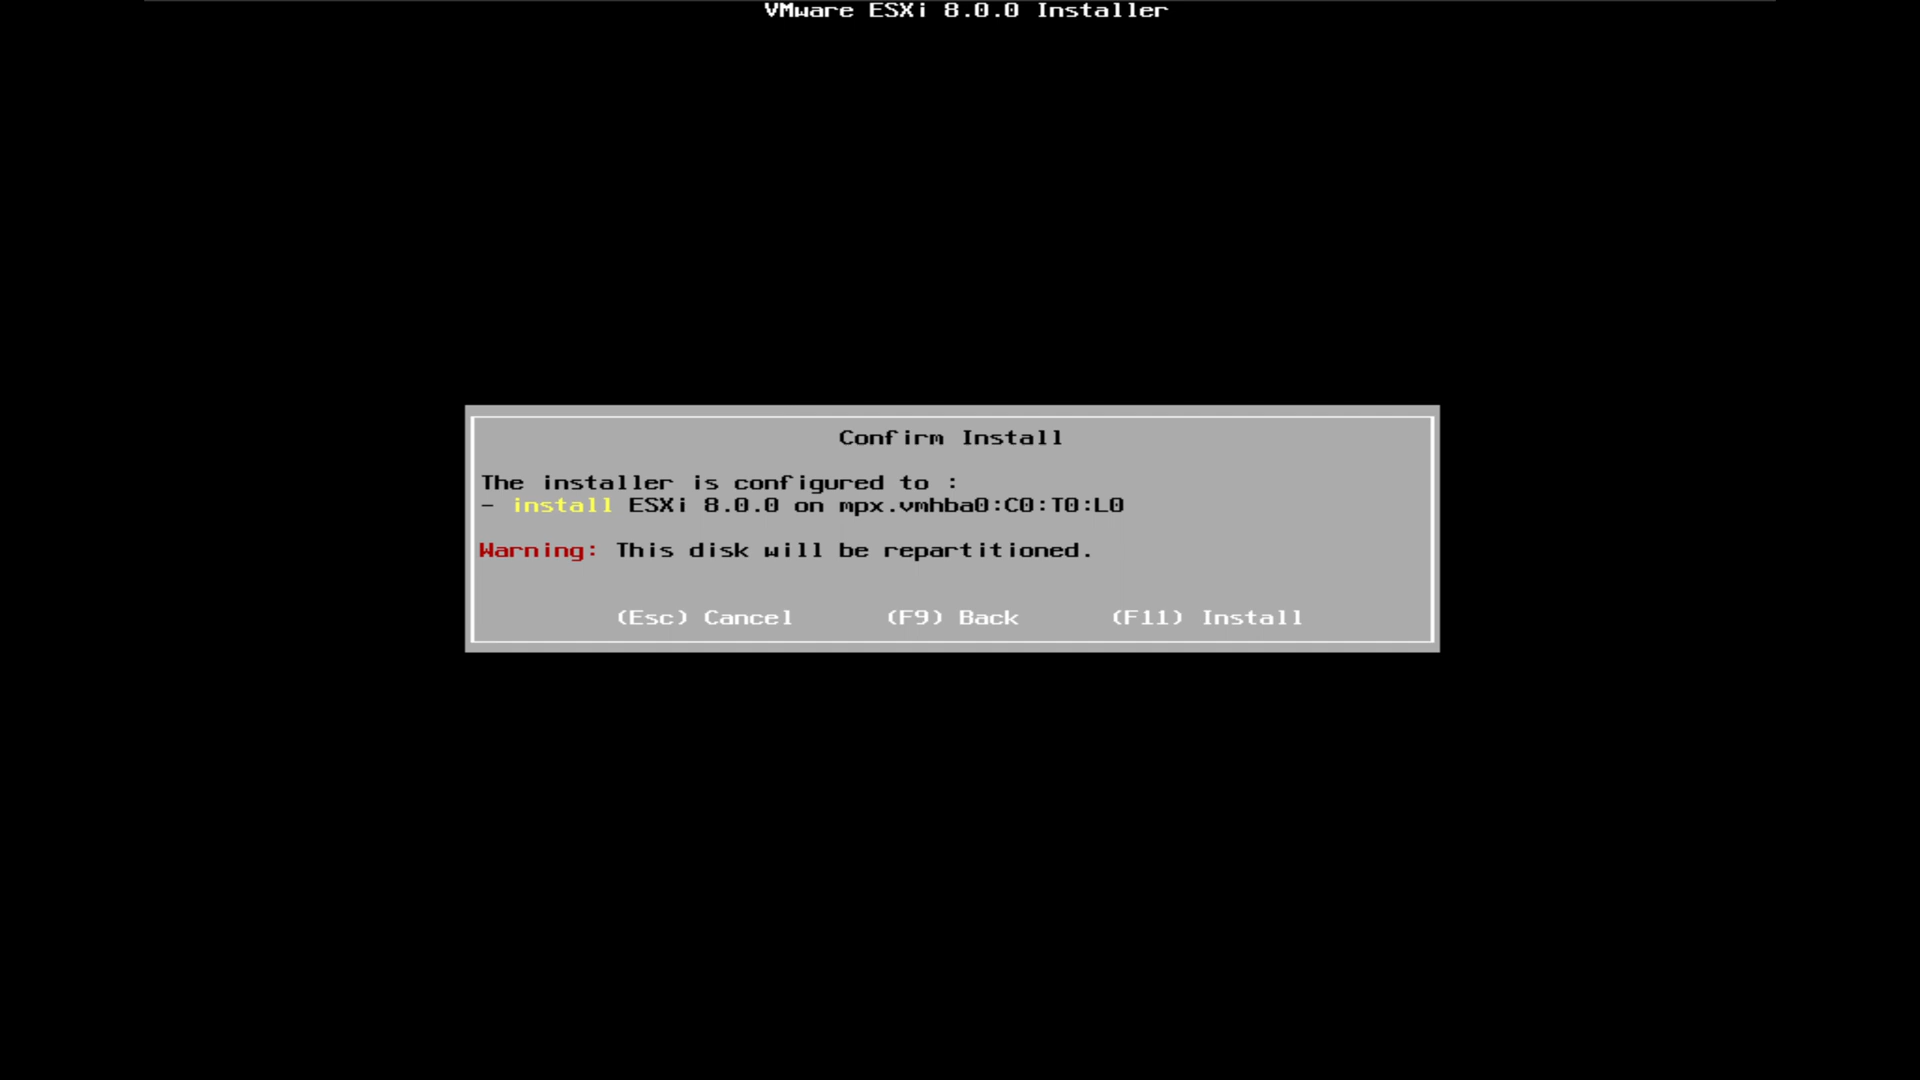 VMware ESXi 8.0.0 Installer
Confirm Install
The installer is configured to :
- install ESXi 8.0.0 on mpx.vmhba0:C0:T0:L0
Warning: This disk will be repartitioned.
(Esc) Cancel (F9) Back (F11) Install